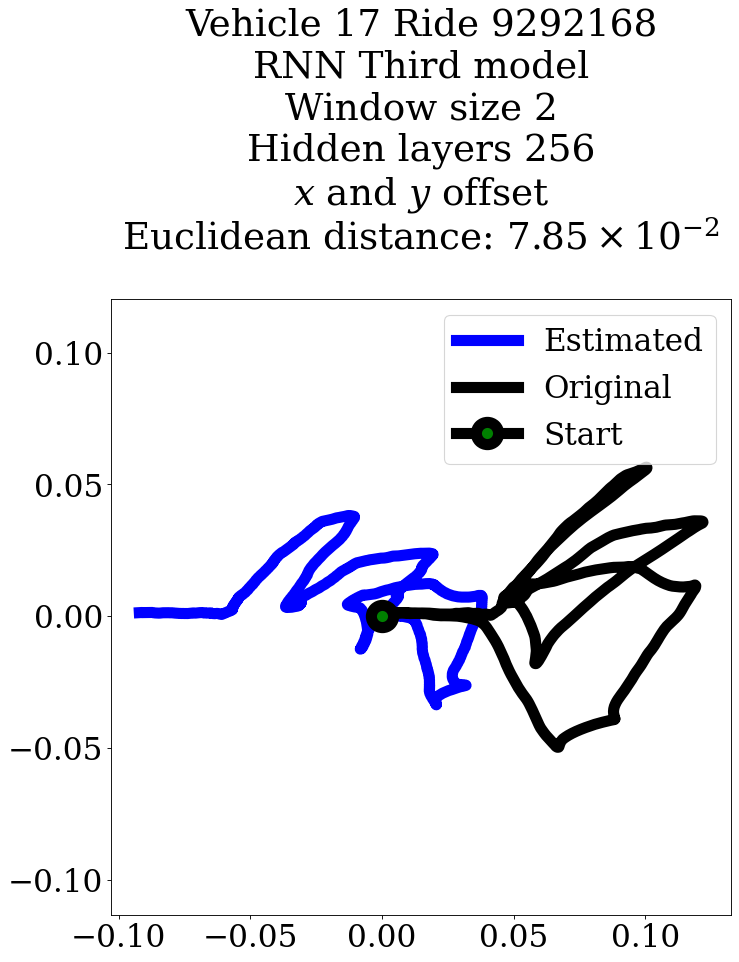 Vehicle 17 Ride 9292168
RNN Third model
Window size 2
Hidden layers 256
x and y offset
Euclidean distance: 7.85 × 10⁻²
Estimated
Original
Start
0.10
0.05
0.00
−0.05
−0.10
−0.10 −0.05 0.00 0.05 0.10